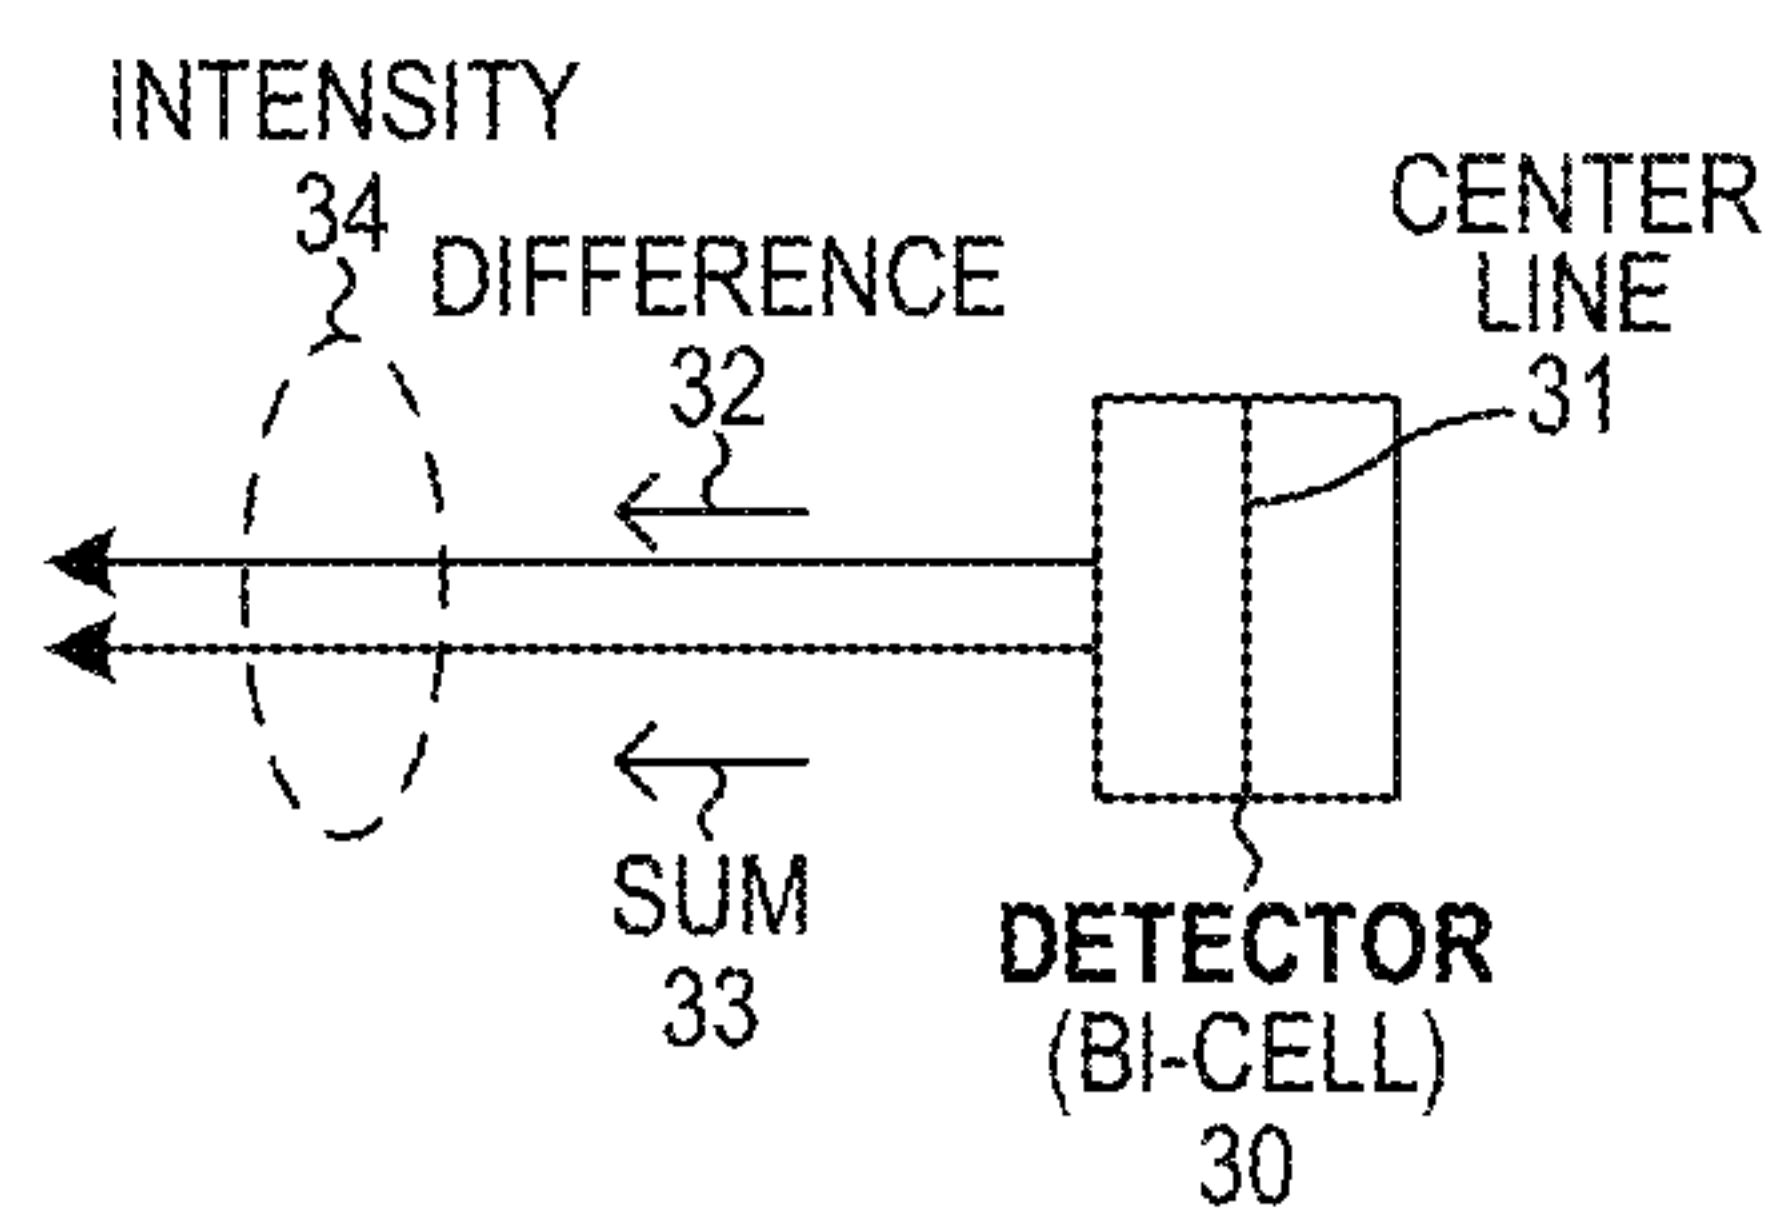 INTENSITY
34
DIFFERENCE
32
CENTER
LINE
31
SUM
33
DETECTOR
(BI-CELL)
30